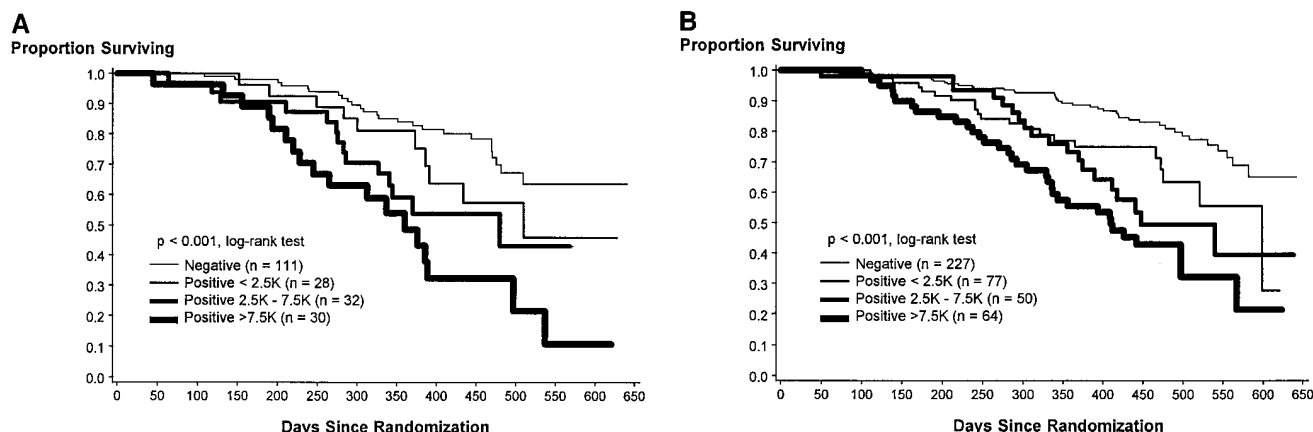 A
Proportion Surviving
1.0
0.9
0.8
0.7
0.6
0.5
0.4
0.3
0.2
0.1
0.0
p < 0.001, log-rank test
Negative (n = 111)
Positive < 2.5K (n = 28)
Positive 2.5K - 7.5K (n = 32)
Positive >7.5K (n = 30)
0 50 100 150 200 250 300 350 400 450 500 550 600 650
Days Since Randomization
B
Proportion Surviving
1.0
0.9
0.8
0.7
0.6
0.5
0.4
0.3
0.2
0.1
0.0
p < 0.001, log-rank test
Negative (n = 227)
Positive < 2.5K (n = 77)
Positive 2.5K - 7.5K (n = 50)
Positive >7.5K (n = 64)
0 50 100 150 200 250 300 350 400 450 500 550 600 650
Days Since Randomization